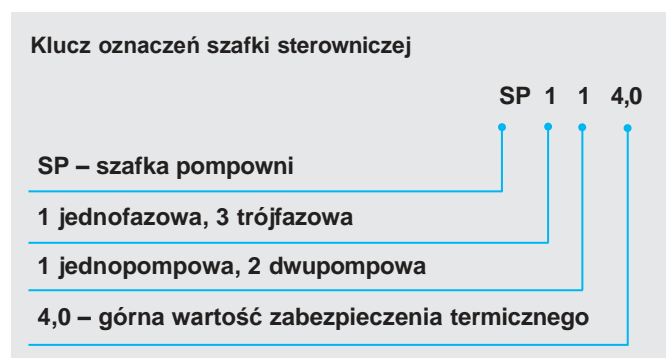 Klucz oznaczeń szafki sterowniczej
SP 1 1 4,0
SP – szafka pompowni
1 jednofazowa, 3 trójfazowa
1 jednopompowa, 2 dwupompowa
4,0 – górna wartość zabezpieczenia termicznego